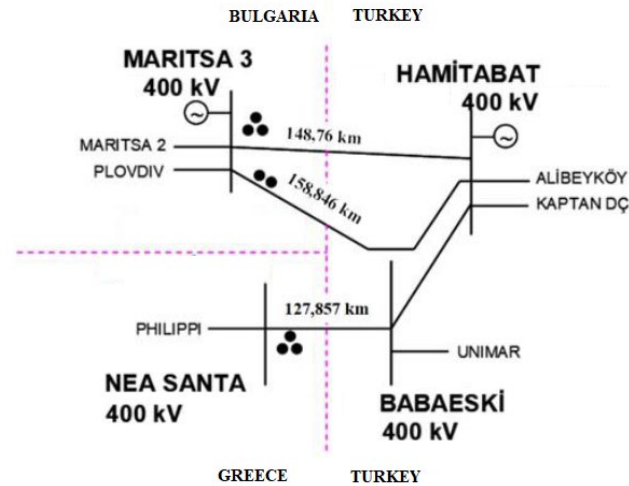 BULGARIA TURKEY
MARITSA 3
400 kV
HAMİTABAT
400 kV
~
~
148,76 km
MARITSA 2
PLOVDIV
158,846 km
ALİBEYKÖY
KAPTAN DÇ
127,857 km
PHILIPPI
UNIMAR
NEA SANTA
400 kV
BABAESKİ
400 kV
GREECE TURKEY